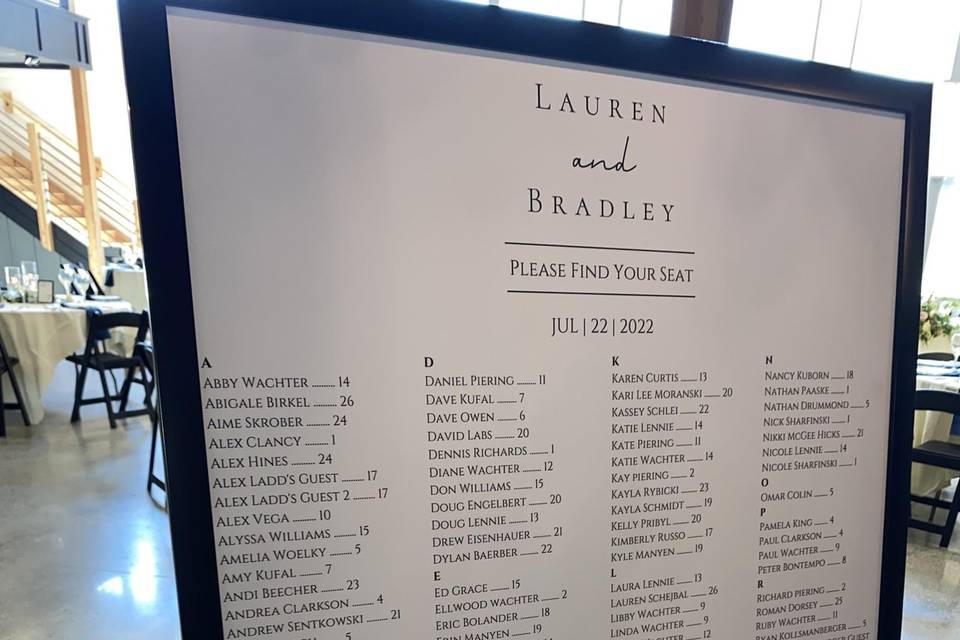 LAUREN
and
BRADLEY
PLEASE FIND YOUR SEAT
JUL | 22 | 2022
A
ABBY WACHTER ......... 14
ABIGALE BIRKEL ......... 26
AIME SKROBER ......... 24
ALEX CLANCY ......... 1
ALEX HINES ......... 24
ALEX LADD'S GUEST ......... 17
ALEX LADD'S GUEST 2 ......... 17
ALEX VEGA ......... 10
ALYSSA WILLIAMS ......... 15
AMELIA WOELKY ......... 5
AMY KUFAL ......... 7
ANDI BEECHER ......... 23
ANDREA CLARKSON ......... 4
ANDREW SENTKOWSKI ......... 21
5
D
DANIEL PIERING ......... 11
DAVE KUFAL ......... 7
DAVE OWEN ......... 6
DAVID LABS ......... 20
DENNIS RICHARDS ......... 1
DIANE WACHTER ......... 12
DON WILLIAMS ......... 15
DOUG ENGELBERT ......... 20
DOUG LENNIE ......... 13
DREW EISENHAUER ......... 21
DYLAN BAERBER ......... 22
E
ED GRACE ......... 15
ELLWOOD WACHTER ......... 2
ERIC BOLANDER ......... 18
ERIN MANYEN ......... 19
K
KAREN CURTIS ......... 13
KARI LEE MORANSKI ......... 20
KASSEY SCHLEI ......... 22
KATIE LENNIE ......... 14
KATE PIERING ......... 11
KATIE WACHTER ......... 14
KAY PIERING ......... 2
KAYLA RYBICKI ......... 23
KAYLA SCHMIDT ......... 19
KELLY PRIBYL ......... 20
KIMBERLY RUSSO ......... 17
KYLE MANYEN ......... 19
L
LAURA LENNIE ......... 13
LAUREN SCHEJBAL ......... 26
LIBBY WACHTER ......... 9
LINDA WACHTER ......... 9
12
N
NANCY KUBORN ......... 18
NATHAN PAASKE ......... 1
NATHAN DRUMMOND ......... 5
NICK SHARFINSKI ......... 1
NIKKI MCGEE HICKS ......... 21
NICOLE LENNIE ......... 14
NICOLE SHARFINSKI ......... 1
O
OMAR COLIN ......... 5
P
PAMELA KING ......... 4
PAUL CLARKSON ......... 4
PAUL WACHTER ......... 9
PETER BONTEMPO ......... 8
R
RICHARD PIERING ......... 2
ROMAN DORSEY ......... 25
RUBY WACHTER ......... 11
RYAN KOLLSMANBERGER ......... 5
GUEST